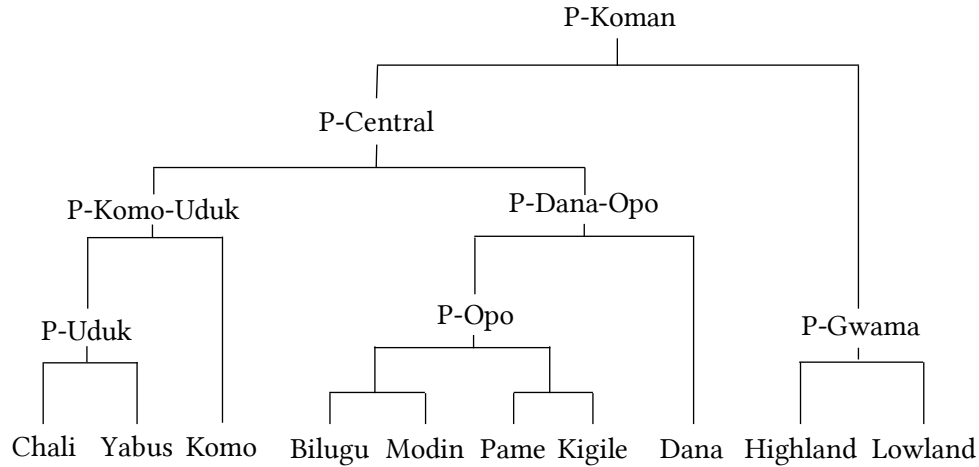 P-Koman
P-Central
P-Komo-Uduk P-Dana-Opo
P-Uduk P-Opo P-Gwama
Chali Yabus Komo Bilugu Modin Pame Kigile Dana Highland Lowland